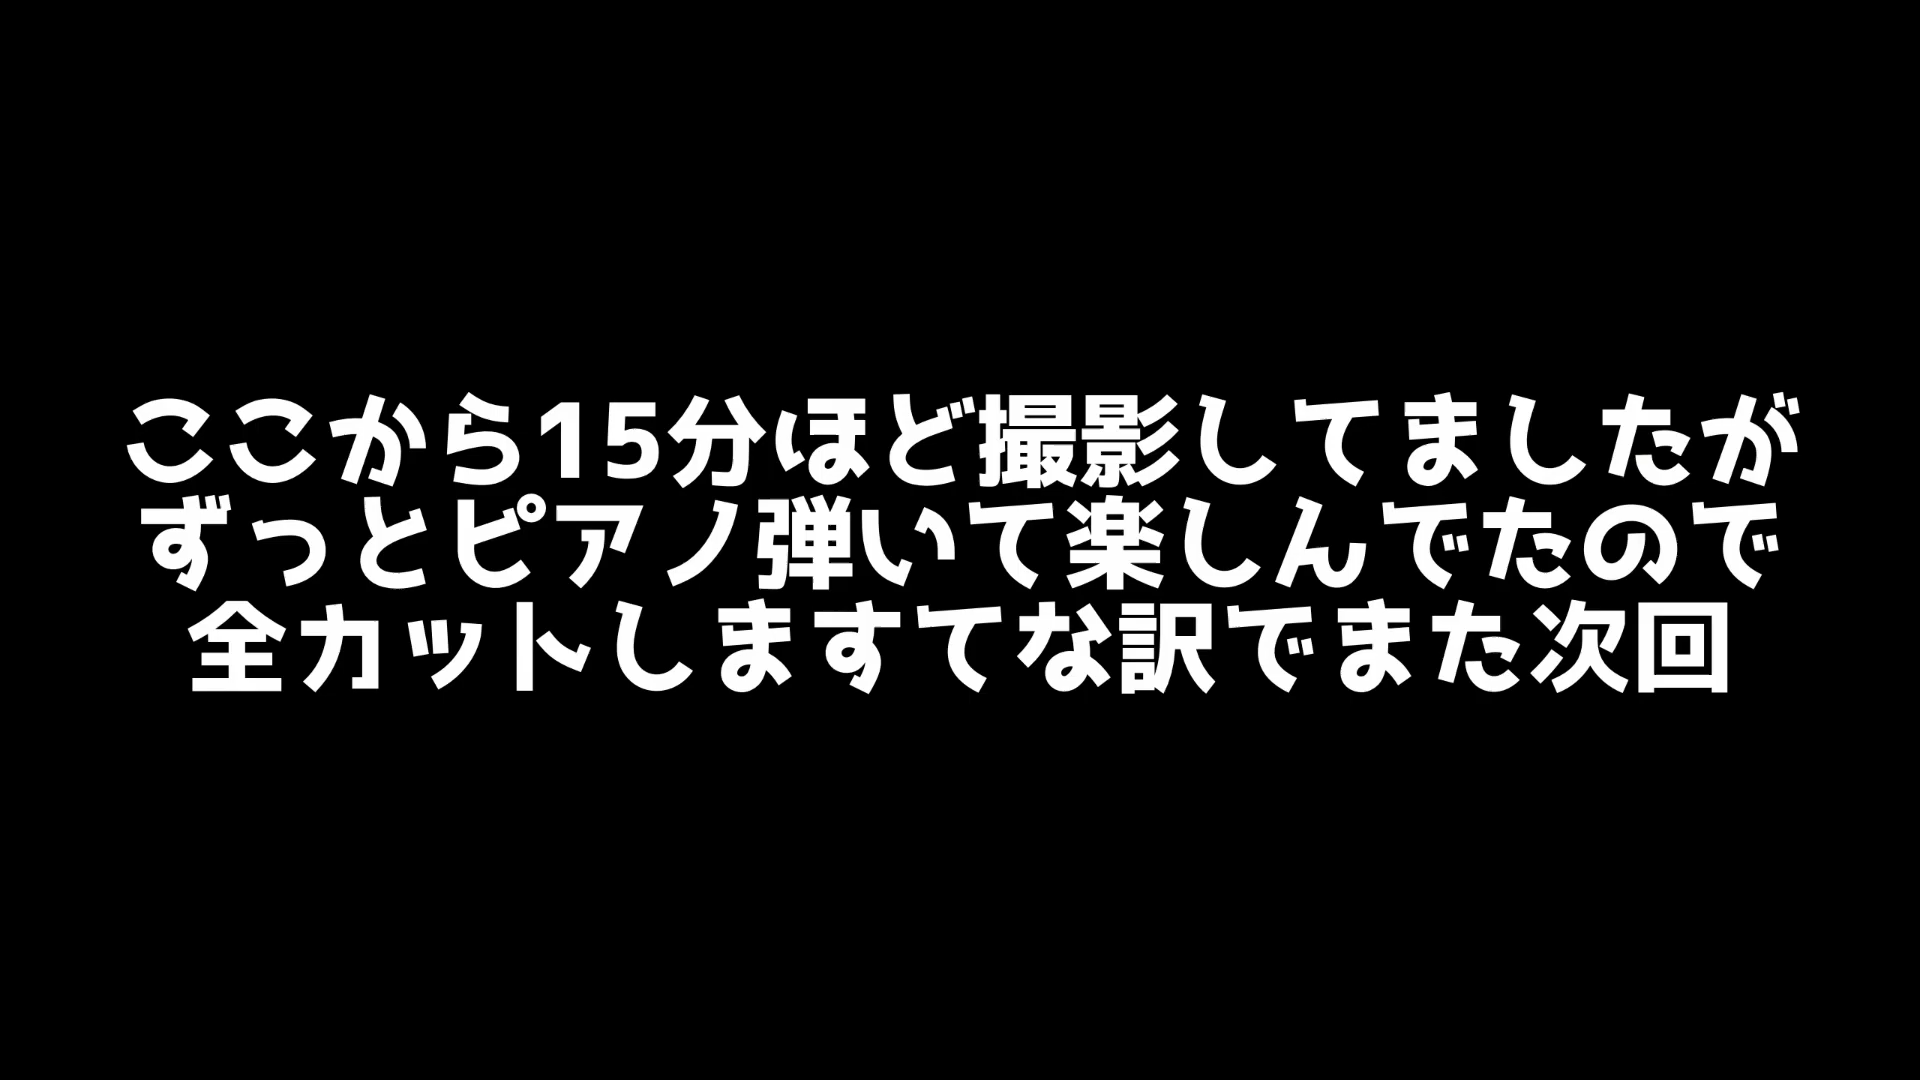 ここから15分ほど撮影してましたが
ずっとピアノ弾いて楽しんでたので
全カットしますてな訳でまた次回